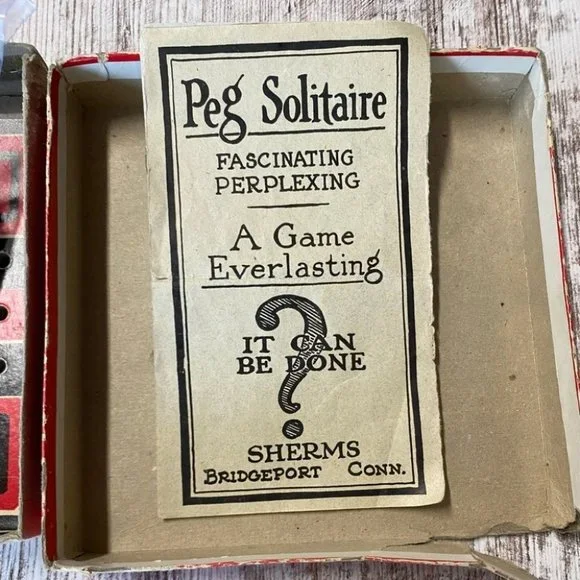 Peg Solitaire
FASCINATING
PERPLEXING
A Game
Everlasting
IT CAN
BE DONE
?
SHERMS
BRIDGEPORT CONN.